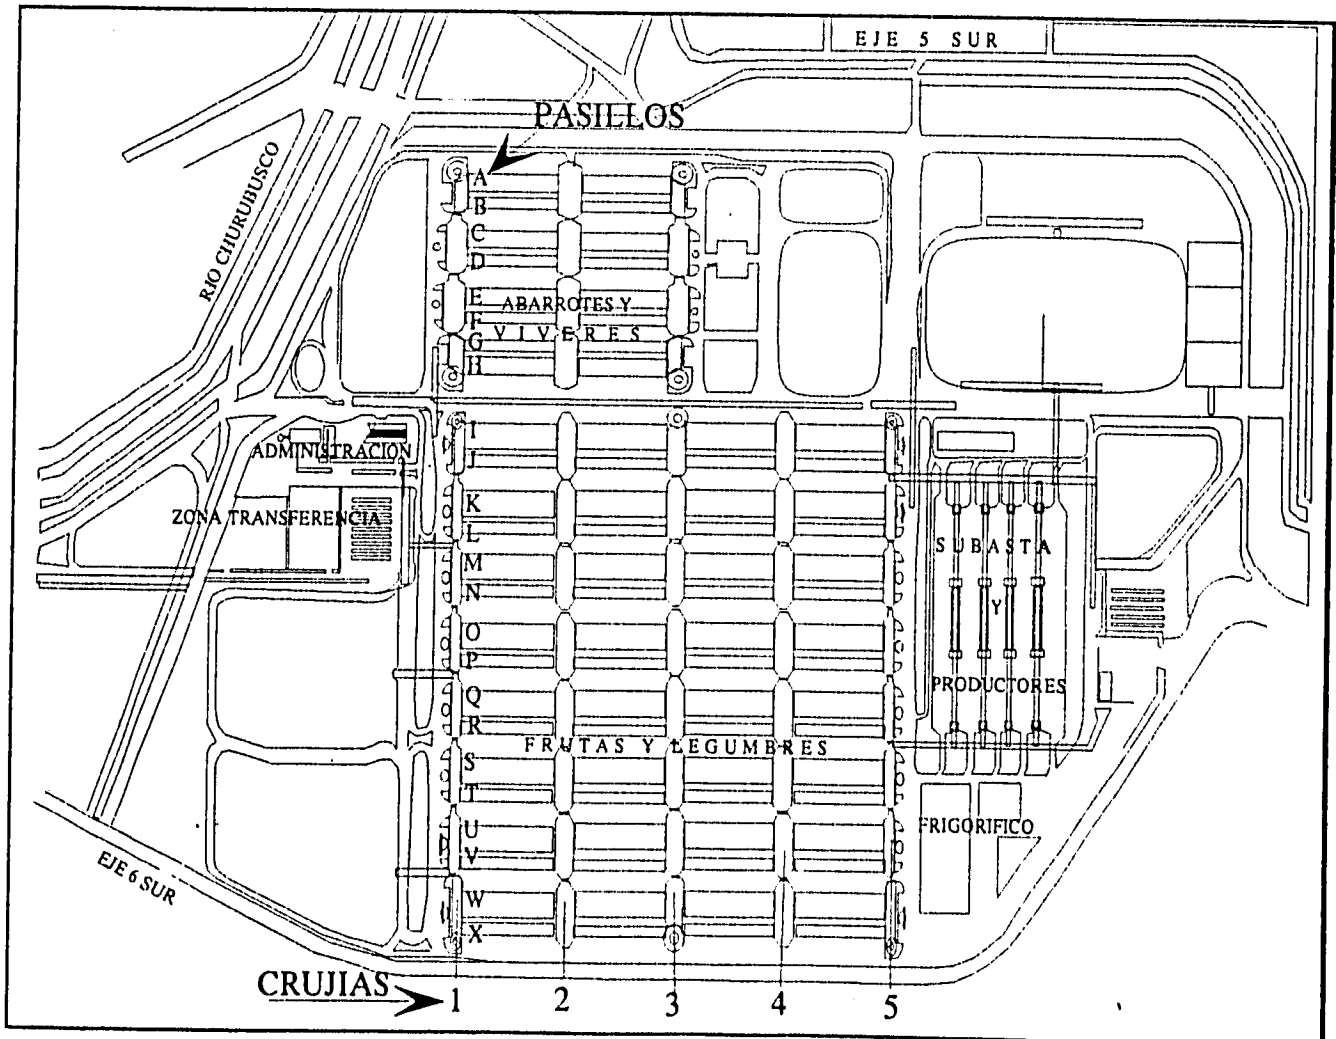 EJE 5 SUR
PASILLOS
RIO CHURUBUSCO
A
B
C
D
E
ABARROTES Y
F
VIVERES
G
H
I
ADMINISTRACION
J
K
ZONA TRANSFERENCIA
L
SUBASTA
M
N
Y
O
P
PRODUCTORES
Q
R
FRUTAS Y LEGUMBRES
S
T
U
FRIGORIFICO
V
EJE 6 SUR
W
X
CRUJIAS
1 2 3 4 5